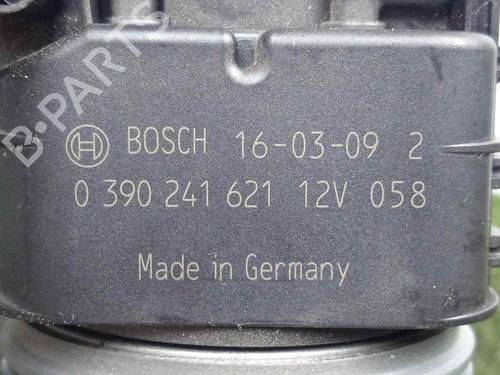 B-PARTS
BOSCH 16-03-09 2
0 390 241 621 12V 058
Made in Germany